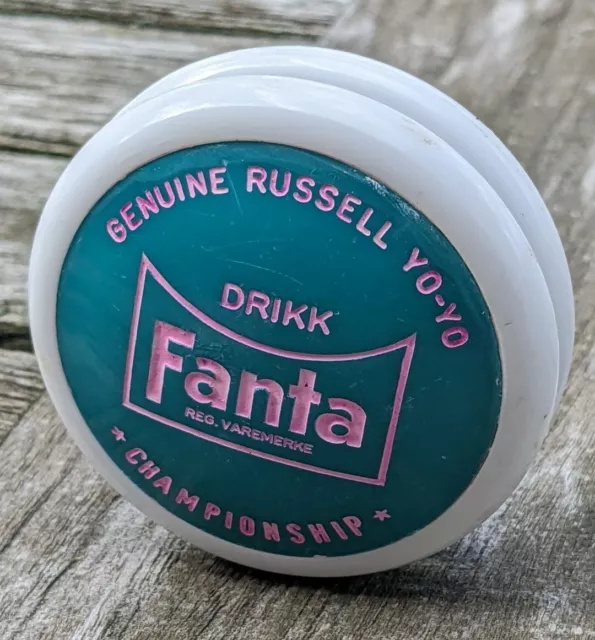 GENUINE RUSSELL YO-YO
DRIKK
Fanta
REG. VAREMERKE
★ CHAMPIONSHIP ★